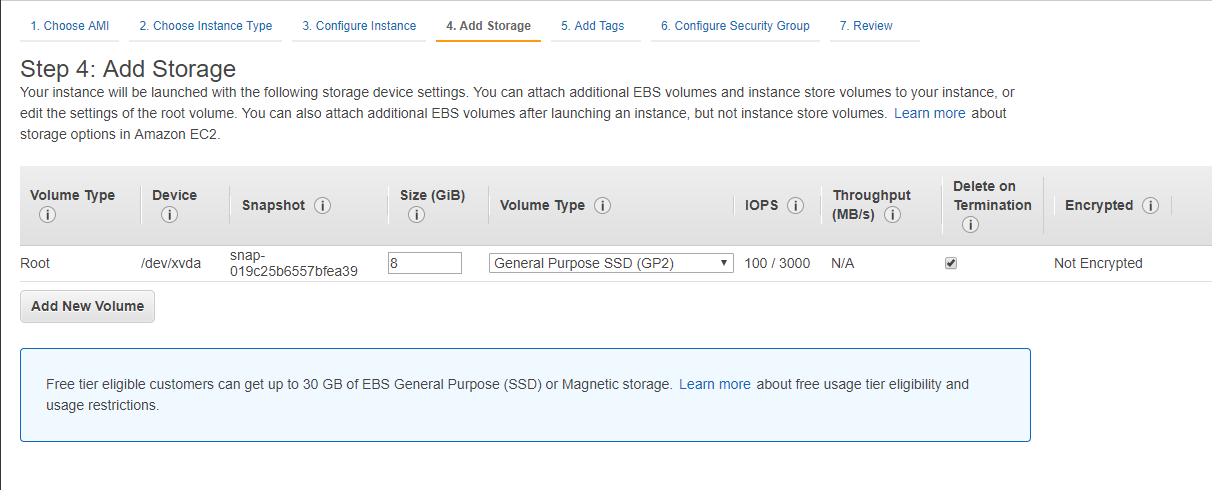 1. Choose AMI 2. Choose Instance Type 3. Configure Instance 4. Add Storage 5. Add Tags 6. Configure Security Group 7. Review
Step 4: Add Storage
Your instance will be launched with the following storage device settings. You can attach additional EBS volumes and instance store volumes to your instance, or
edit the settings of the root volume. You can also attach additional EBS volumes after launching an instance, but not instance store volumes. Learn more about
storage options in Amazon EC2.
Volume Type i Device i Snapshot i Size (GiB) i Volume Type i IOPS i Throughput (MB/s) i Delete on Termination i Encrypted i
Root /dev/xvda snap-019c25b6557bfea39 8 General Purpose SSD (GP2) 100 / 3000 N/A Not Encrypted
Add New Volume
Free tier eligible customers can get up to 30 GB of EBS General Purpose (SSD) or Magnetic storage. Learn more about free usage tier eligibility and
usage restrictions.